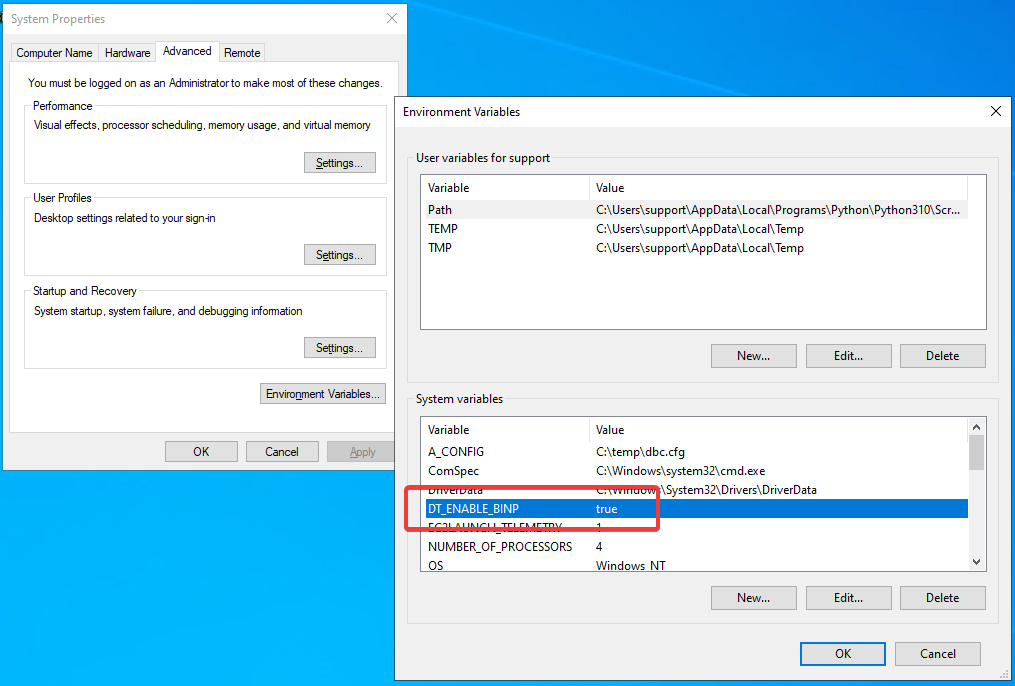 System Properties
Computer Name Hardware Advanced Remote
You must be logged on as an Administrator to make most of these changes.
Performance
Visual effects, processor scheduling, memory usage, and virtual memory
Settings...
User Profiles
Desktop settings related to your sign-in
Settings...
Startup and Recovery
System startup, system failure, and debugging information
Settings...
Environment Variables...
OK Cancel Apply
Environment Variables
User variables for support
Variable Value
Path C:\Users\support\AppData\Local\Programs\Python\Python310\Scr...
TEMP C:\Users\support\AppData\Local\Temp
TMP C:\Users\support\AppData\Local\Temp
New... Edit... Delete
System variables
Variable Value
A_CONFIG C:\temp\dbc.cfg
ComSpec C:\Windows\system32\cmd.exe
DriverData C:\Windows\System32\Drivers\DriverData
DT_ENABLE_BINP true
EC2LAUNCH_TELEMETRY 1
NUMBER_OF_PROCESSORS 4
OS Windows_NT
New... Edit... Delete
OK Cancel